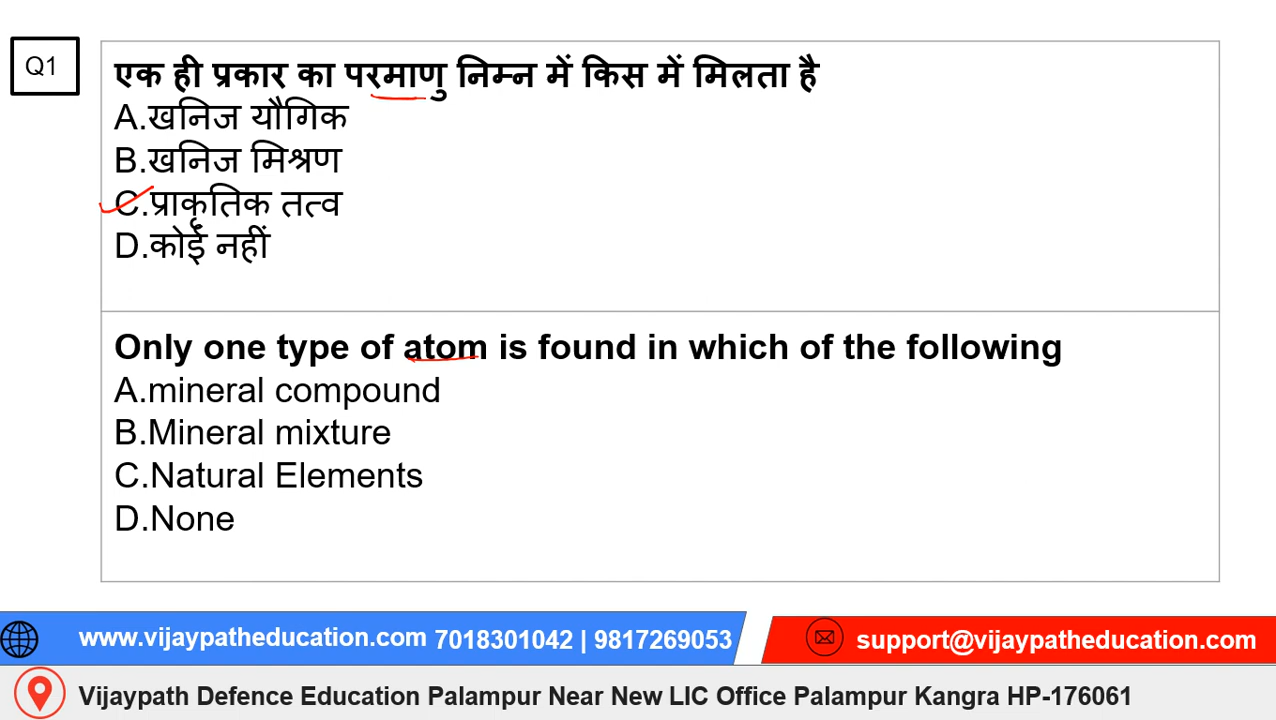 Q1
एक ही प्रकार का परमाणु निम्न में किस में मिलता है
A.खनिज यौगिक
B.खनिज मिश्रण
C.प्राकृतिक तत्व
D.कोई नहीं
Only one type of atom is found in which of the following
A.mineral compound
B.Mineral mixture
C.Natural Elements
D.None
www.vijaypatheducation.com 7018301042 | 9817269053
support@vijaypatheducation.com
Vijaypath Defence Education Palampur Near New LIC Office Palampur Kangra HP-176061